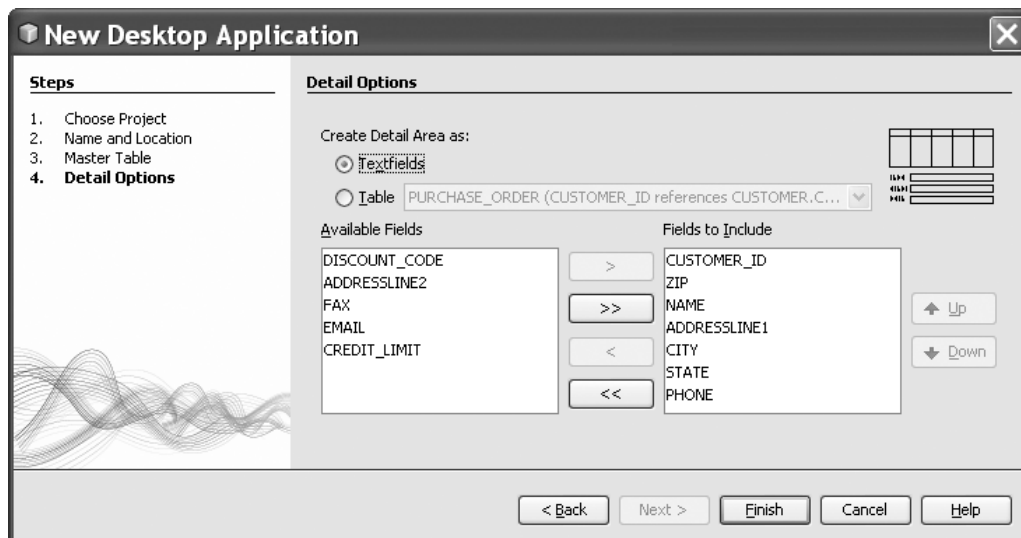 New Desktop Application
Steps
1. Choose Project
2. Name and Location
3. Master Table
4. Detail Options
Detail Options
Create Detail Area as:
Textfields
Table PURCHASE_ORDER (CUSTOMER_ID references CUSTOMER.C...
Available Fields
DISCOUNT_CODE
ADDRESSLINE2
FAX
EMAIL
CREDIT_LIMIT
>
>>
<
<<
Fields to Include
CUSTOMER_ID
ZIP
NAME
ADDRESSLINE1
CITY
STATE
PHONE
Up
Down
< Back Next > Finish Cancel Help